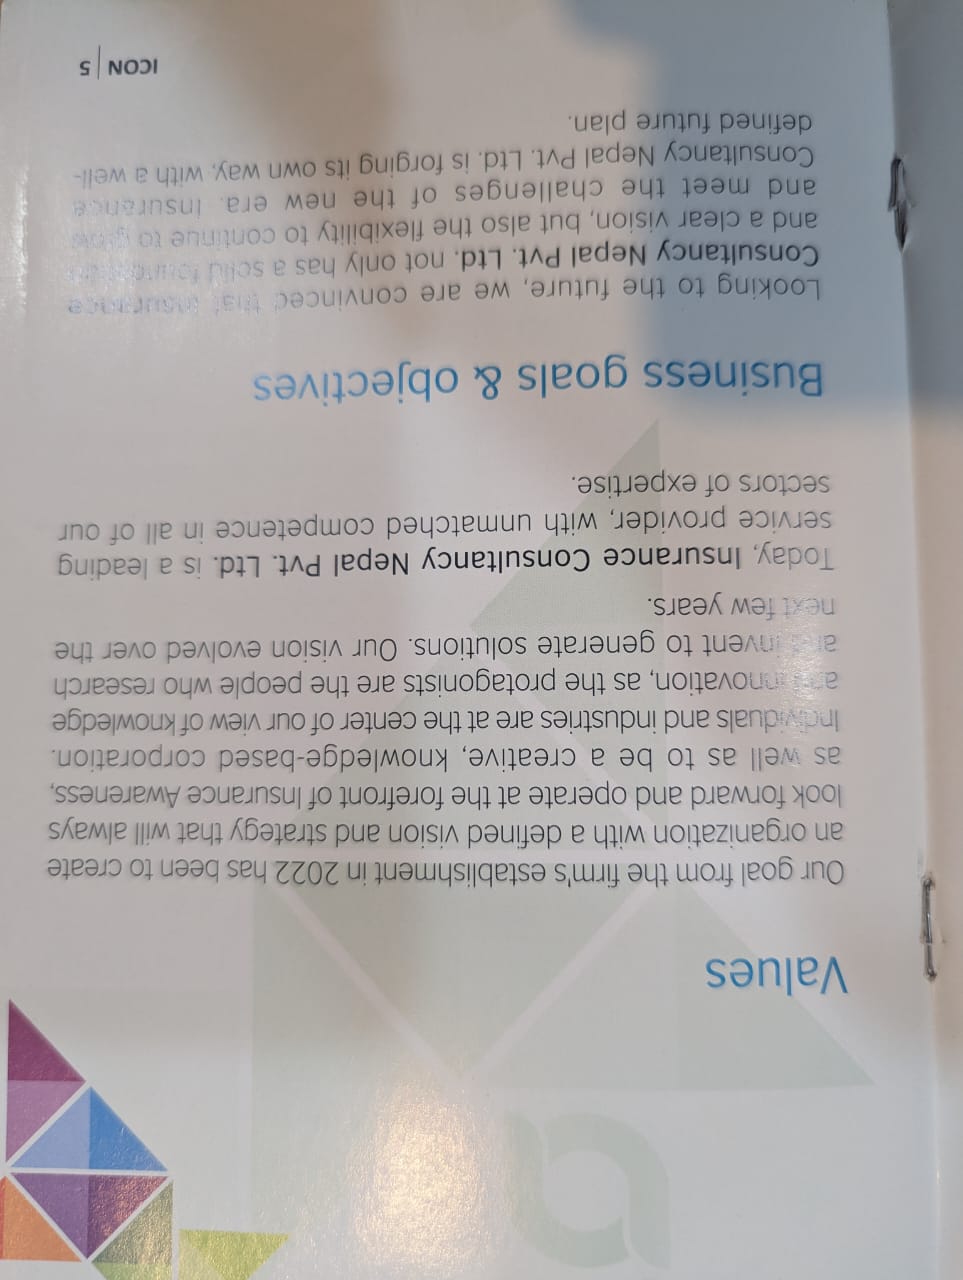 Values
Our goal from the firm's establishment in 2022 has been to create
an organization with a defined vision and strategy that will always
look forward and operate at the forefront of Insurance Awareness,
as well as to be a creative, knowledge-based corporation.
Individuals and industries are at the center of our view of knowledge
and innovation, as the protagonists are the people who research
and invent to generate solutions. Our vision evolved over the
next few years.
Today, Insurance Consultancy Nepal Pvt. Ltd. is a leading
service provider, with unmatched competence in all of our
sectors of expertise.
Business goals & objectives
Looking to the future, we are convinced that Insurance
Consultancy Nepal Pvt. Ltd. not only has a solid foundation
and a clear vision, but also the flexibility to continue to grow
and meet the challenges of the new era. Insurance
Consultancy Nepal Pvt. Ltd. is forging its own way, with a well-
defined future plan.
ICON | 5